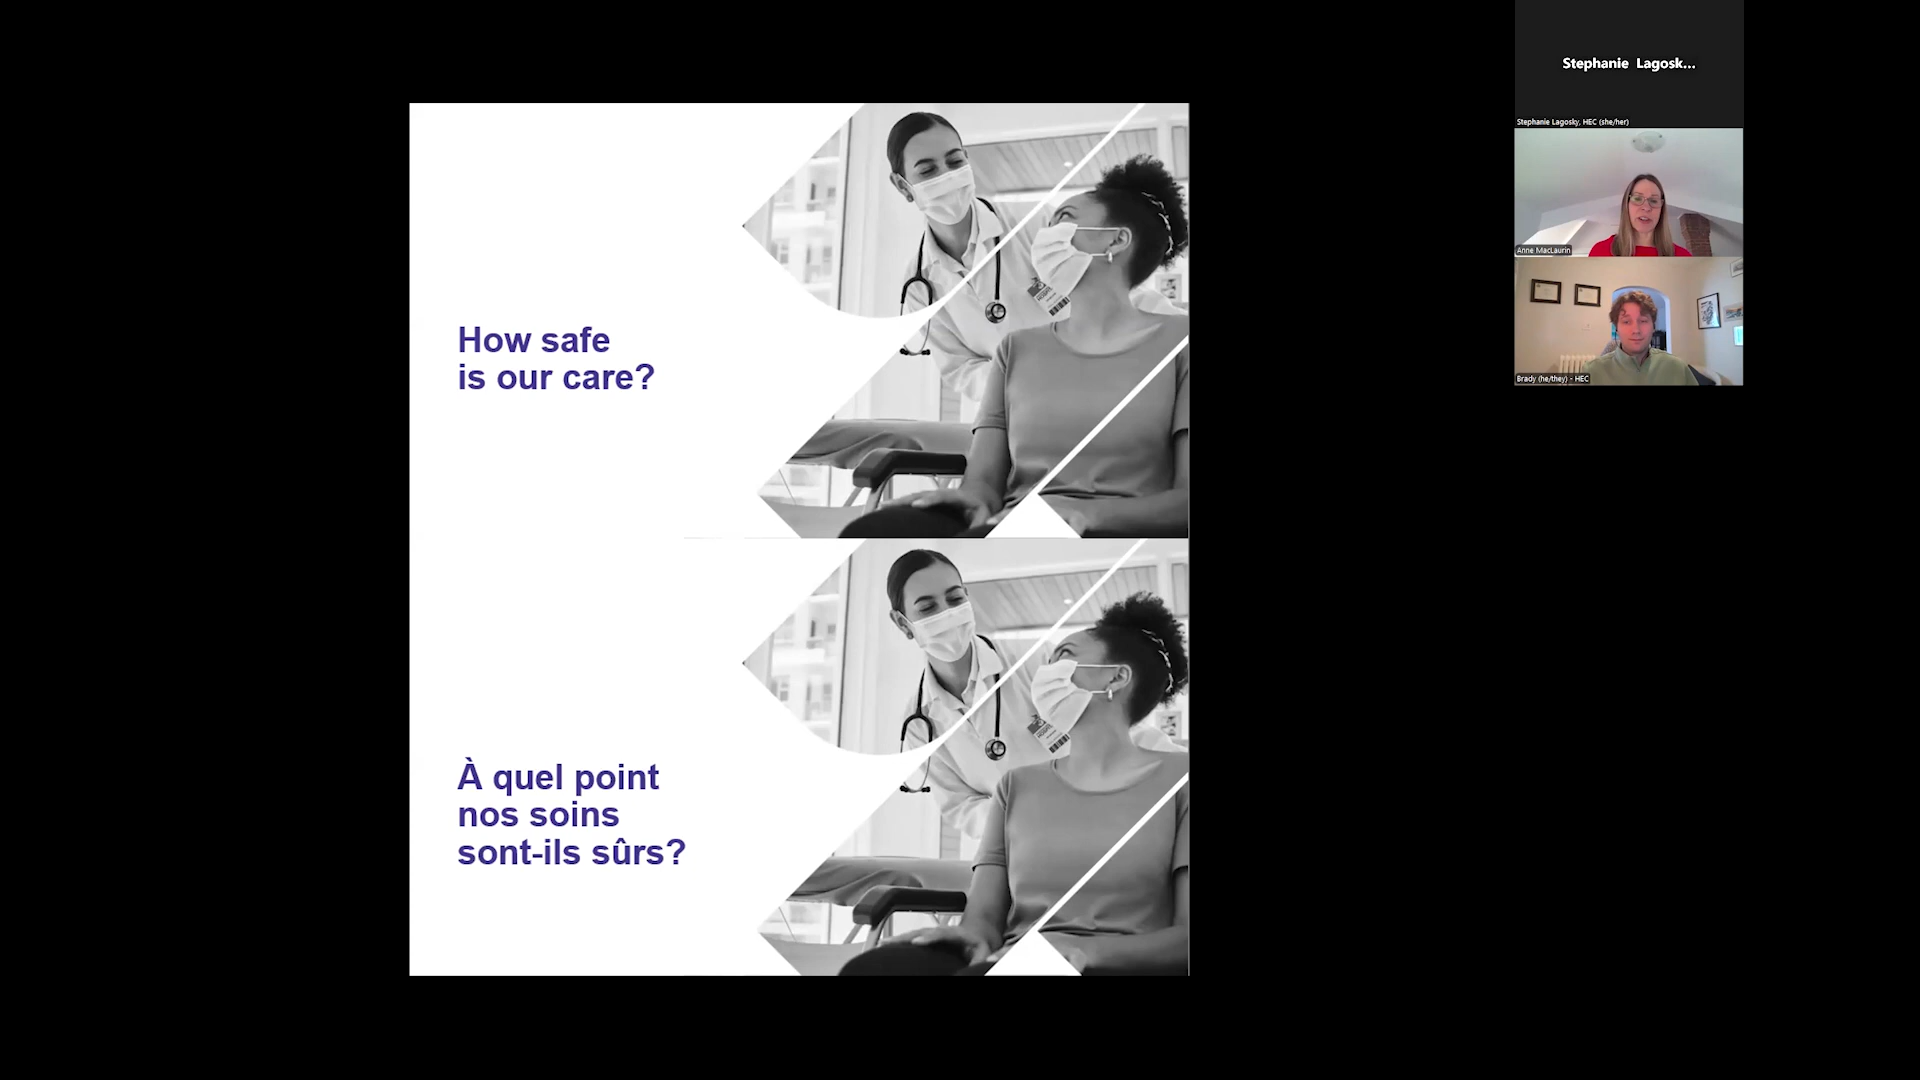 How safe
is our care?
À quel point
nos soins
sont-ils sûrs?
Stephanie Lagosk...
Stephanie Lagosky, HEC (she/her)
Anne MacLaurin
Brady (he/they) - HEC